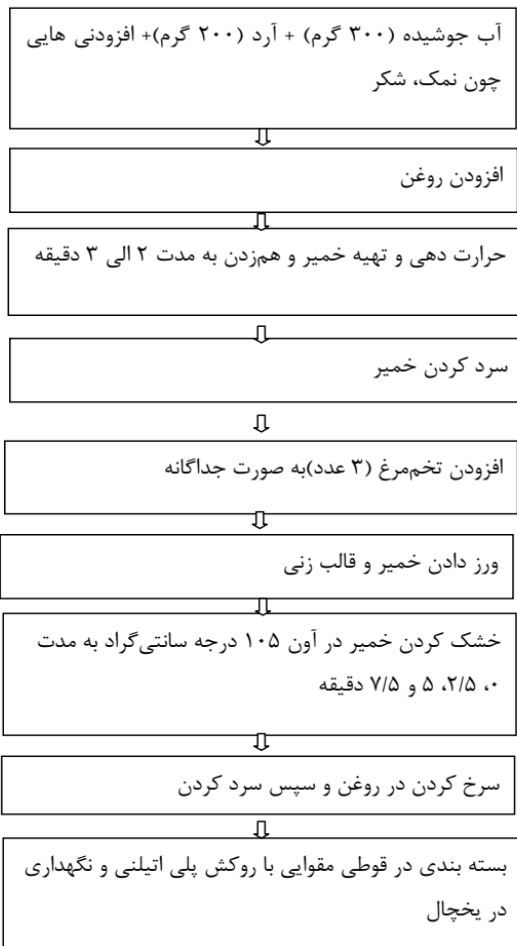 آب جوشیده (۳۰۰ گرم) + آرد (۲۰۰ گرم)+ افزودنی هایی
چون نمک، شکر
افزودن روغن
حرارت دهی و تهیه خمیر و هم‌زدن به مدت ۲ الی ۳ دقیقه
سرد کردن خمیر
افزودن تخم‌مرغ (۳ عدد)به صورت جداگانه
ورز دادن خمیر و قالب زنی
خشک کردن خمیر در آون ۱۰۵ درجه سانتی‌گراد به مدت
۰، ۲/۵، ۵ و ۷/۵ دقیقه
سرخ کردن در روغن و سپس سرد کردن
بسته بندی در قوطی مقوایی با روکش پلی اتیلنی و نگهداری
در یخچال